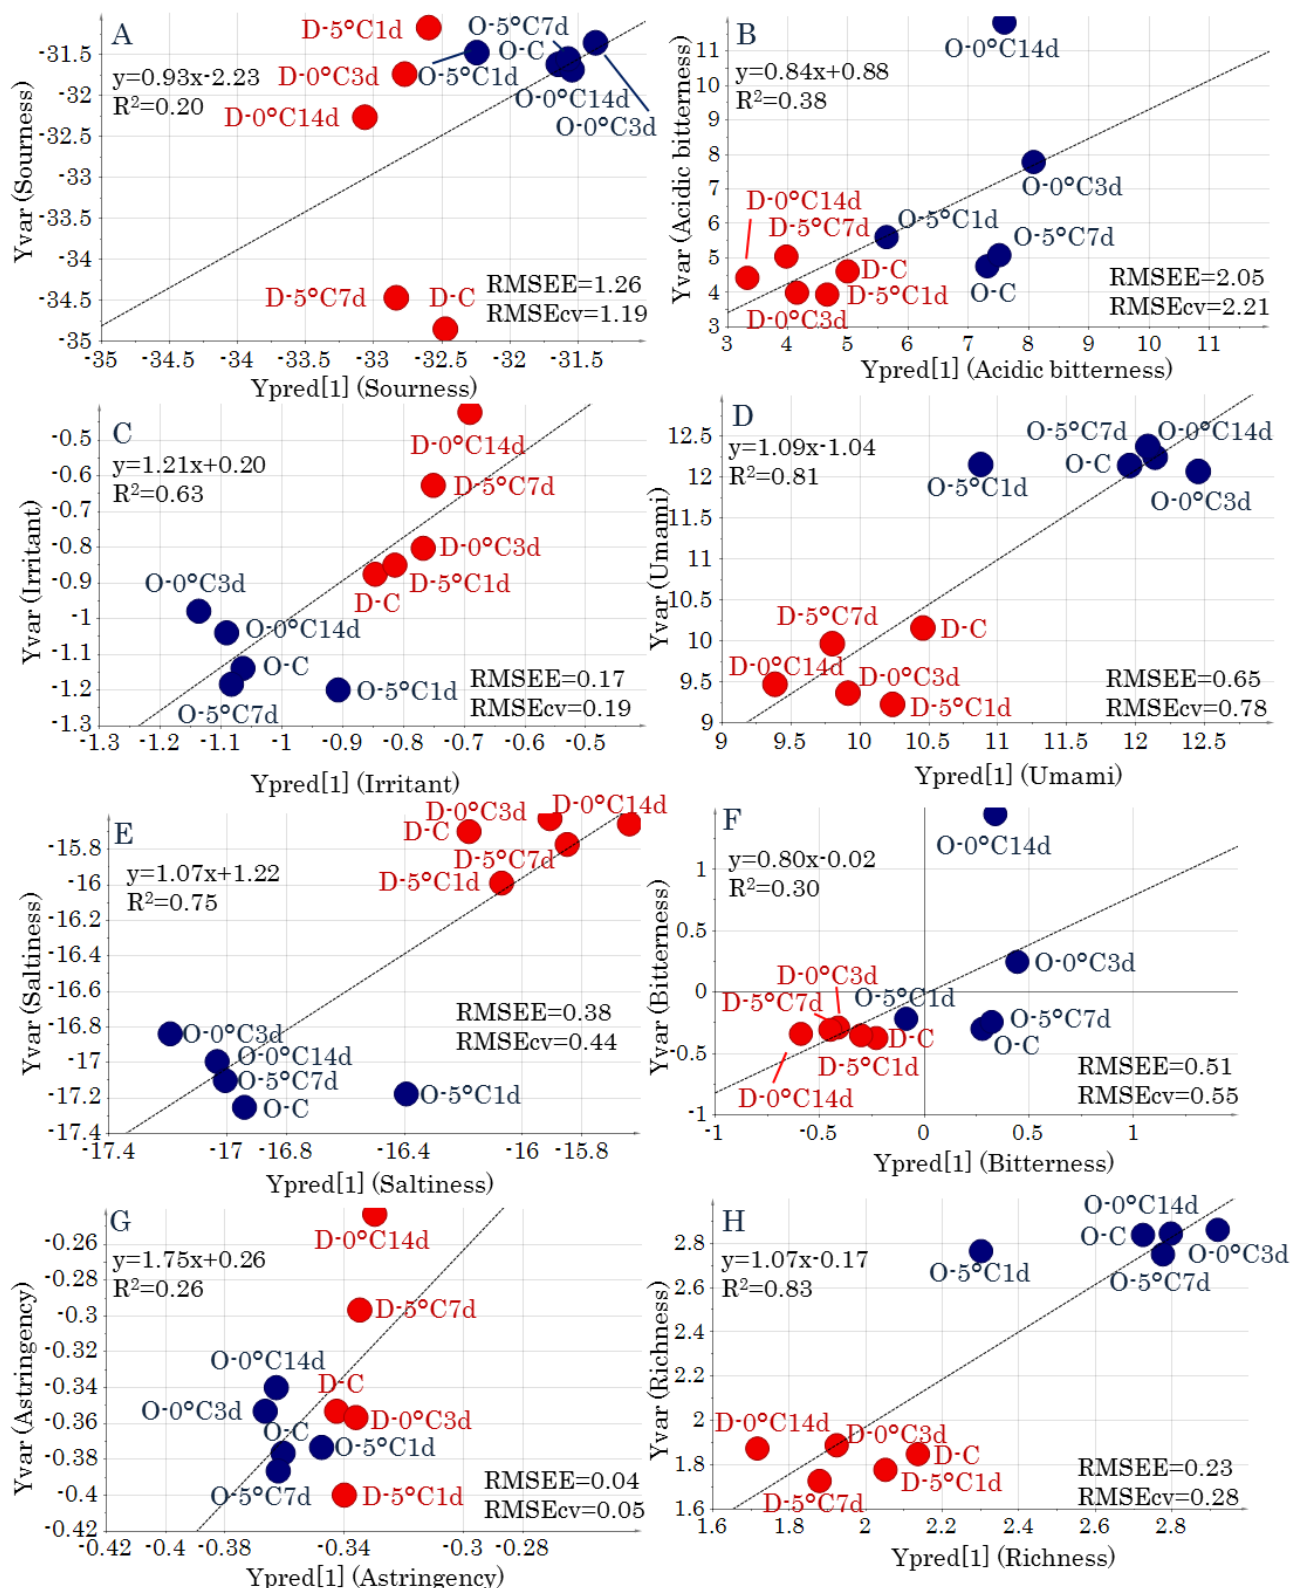 A
y=0.93x-2.23
R²=0.20
D-5°C1d
O-5°C7d
O-C
D-0°C3d
O-5°C1d
O-0°C14d
D-0°C14d
O-0°C3d
D-5°C7d
D-C
RMSEE=1.26
RMSEcv=1.19
-31.5
-32
-32.5
-33
-33.5
-34
-34.5
-35
Yvar (Sourness)
-35 -34.5 -34 -33.5 -33 -32.5 -32 -31.5
Ypred[1] (Sourness)
B
y=0.84x+0.88
R²=0.38
O-0°C14d
O-0°C3d
D-0°C14d
O-5°C1d
D-5°C7d
O-5°C7d
D-C
O-C
D-5°C1d
D-0°C3d
RMSEE=2.05
RMSEcv=2.21
11
10
9
8
7
6
5
4
3
Yvar (Acidic bitterness)
3 4 5 6 7 8 9 10 11
Ypred[1] (Acidic bitterness)
C
y=1.21x+0.20
R²=0.63
D-0°C14d
D-5°C7d
D-0°C3d
D-5°C1d
D-C
O-0°C3d
O-0°C14d
O-C
O-5°C1d
O-5°C7d
RMSEE=0.17
RMSEcv=0.19
-0.5
-0.6
-0.7
-0.8
-0.9
-1
-1.1
-1.2
-1.3
Yvar (Irritant)
-1.3 -1.2 -1.1 -1 -0.9 -0.8 -0.7 -0.6 -0.5
Ypred[1] (Irritant)
D
y=1.09x-1.04
R²=0.81
O-5°C7d
O-0°C14d
O-C
O-5°C1d
O-0°C3d
D-5°C7d
D-C
D-0°C14d
D-0°C3d
D-5°C1d
RMSEE=0.65
RMSEcv=0.78
12.5
12
11.5
11
10.5
10
9.5
9
Yvar (Umami)
9 9.5 10 10.5 11 11.5 12 12.5
Ypred[1] (Umami)
E
y=1.07x+1.22
R²=0.75
D-0°C3d
D-0°C14d
D-C
D-5°C7d
D-5°C1d
O-0°C3d
O-0°C14d
O-5°C7d
O-C
O-5°C1d
RMSEE=0.38
RMSEcv=0.44
-15.8
-16
-16.2
-16.4
-16.6
-16.8
-17
-17.2
-17.4
Yvar (Saltiness)
-17.4 -17 -16.8 -16.4 -16 -15.8
Ypred[1] (Saltiness)
F
y=0.80x-0.02
R²=0.30
O-0°C14d
O-0°C3d
D-0°C3d
D-5°C7d
O-5°C1d
O-5°C7d
D-C
O-C
D-5°C1d
D-0°C14d
RMSEE=0.51
RMSEcv=0.55
1
0.5
0
-0.5
-1
Yvar (Bitterness)
-1 -0.5 0 0.5 1
Ypred[1] (Bitterness)
G
y=1.75x+0.26
R²=0.26
D-0°C14d
D-5°C7d
O-0°C14d
D-C
O-0°C3d
D-0°C3d
O-C
O-5°C1d
O-5°C7d
D-5°C1d
RMSEE=0.04
RMSEcv=0.05
-0.26
-0.28
-0.3
-0.32
-0.34
-0.36
-0.38
-0.4
-0.42
Yvar (Astringency)
-0.42 -0.4 -0.38 -0.34 -0.3 -0.28
Ypred[1] (Astringency)
H
y=1.07x-0.17
R²=0.83
O-0°C14d
O-C
O-0°C3d
O-5°C1d
O-5°C7d
D-0°C14d
D-0°C3d
D-C
D-5°C1d
D-5°C7d
RMSEE=0.23
RMSEcv=0.28
2.8
2.6
2.4
2.2
2
1.8
1.6
Yvar (Richness)
1.6 1.8 2 2.2 2.4 2.6 2.8
Ypred[1] (Richness)